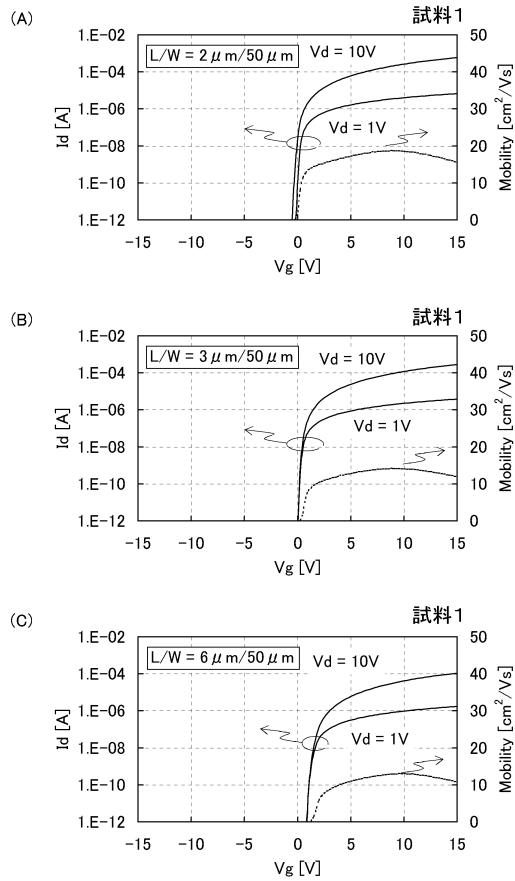 (A)
試料1
1.E-02
1.E-04
1.E-06
1.E-08
1.E-10
1.E-12
Id [A]
L/W = 2μm/50μm
Vd = 10V
Vd = 1V
50
40
30
20
10
0
Mobility [cm²/Vs]
-15 -10 -5 0 5 10 15
Vg [V]
(B)
試料1
1.E-02
1.E-04
1.E-06
1.E-08
1.E-10
1.E-12
Id [A]
L/W = 3μm/50μm
Vd = 10V
Vd = 1V
50
40
30
20
10
0
Mobility [cm²/Vs]
-15 -10 -5 0 5 10 15
Vg [V]
(C)
試料1
1.E-02
1.E-04
1.E-06
1.E-08
1.E-10
1.E-12
Id [A]
L/W = 6μm/50μm
Vd = 10V
Vd = 1V
50
40
30
20
10
0
Mobility [cm²/Vs]
-15 -10 -5 0 5 10 15
Vg [V]